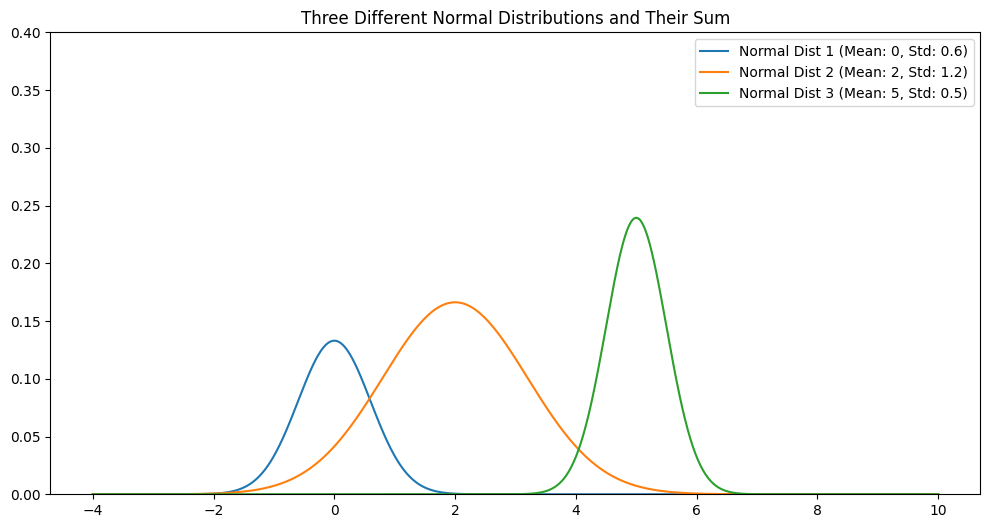 Three Different Normal Distributions and Their Sum
0.40
0.35
0.30
0.25
0.20
0.15
0.10
0.05
0.00
Normal Dist 1 (Mean: 0, Std: 0.6)
Normal Dist 2 (Mean: 2, Std: 1.2)
Normal Dist 3 (Mean: 5, Std: 0.5)
−4 −2 0 2 4 6 8 10